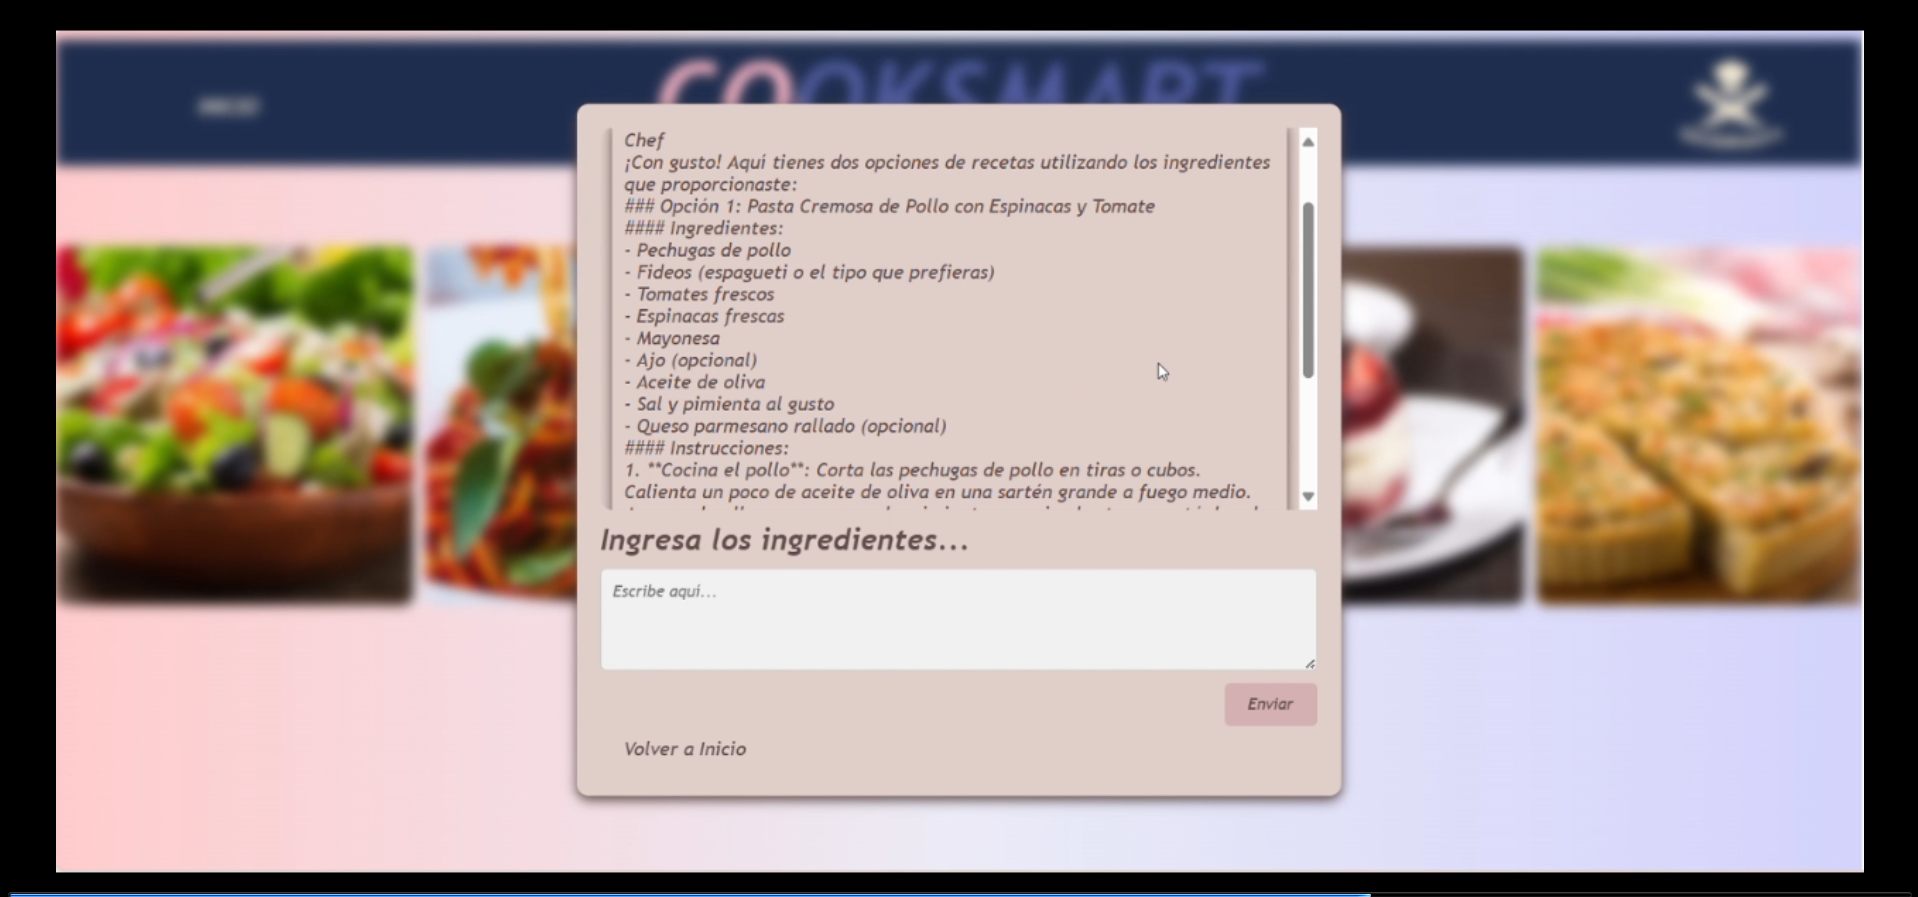 INICIO
COOKSMART
Chef
¡Con gusto! Aquí tienes dos opciones de recetas utilizando los ingredientes
que proporcionaste:
### Opción 1: Pasta Cremosa de Pollo con Espinacas y Tomate
#### Ingredientes:
- Pechugas de pollo
- Fideos (espagueti o el tipo que prefieras)
- Tomates frescos
- Espinacas frescas
- Mayonesa
- Ajo (opcional)
- Aceite de oliva
- Sal y pimienta al gusto
- Queso parmesano rallado (opcional)
#### Instrucciones:
1. **Cocina el pollo**: Corta las pechugas de pollo en tiras o cubos.
Calienta un poco de aceite de oliva en una sartén grande a fuego medio.
Ingresa los ingredientes...
Escribe aquí...
Enviar
Volver a Inicio